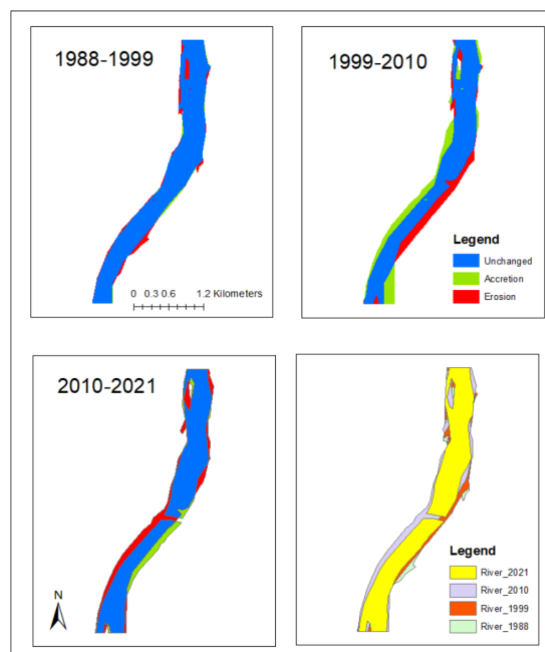 1988-1999
0 0.3 0.6 1.2 Kilometers
1999-2010
Legend
Unchanged
Accretion
Erosion
2010-2021
N
Legend
River_2021
River_2010
River_1999
River_1988